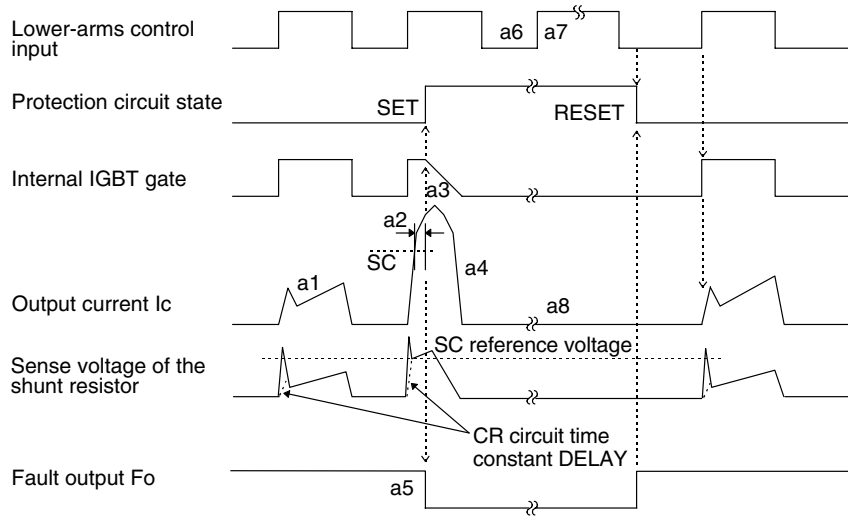 Lower-arms control
input
a6
a7
Protection circuit state
SET
RESET
Internal IGBT gate
a3
a2
SC
a4
a1
Output current Ic
a8
SC reference voltage
Sense voltage of the
shunt resistor
CR circuit time
constant DELAY
Fault output Fo
a5